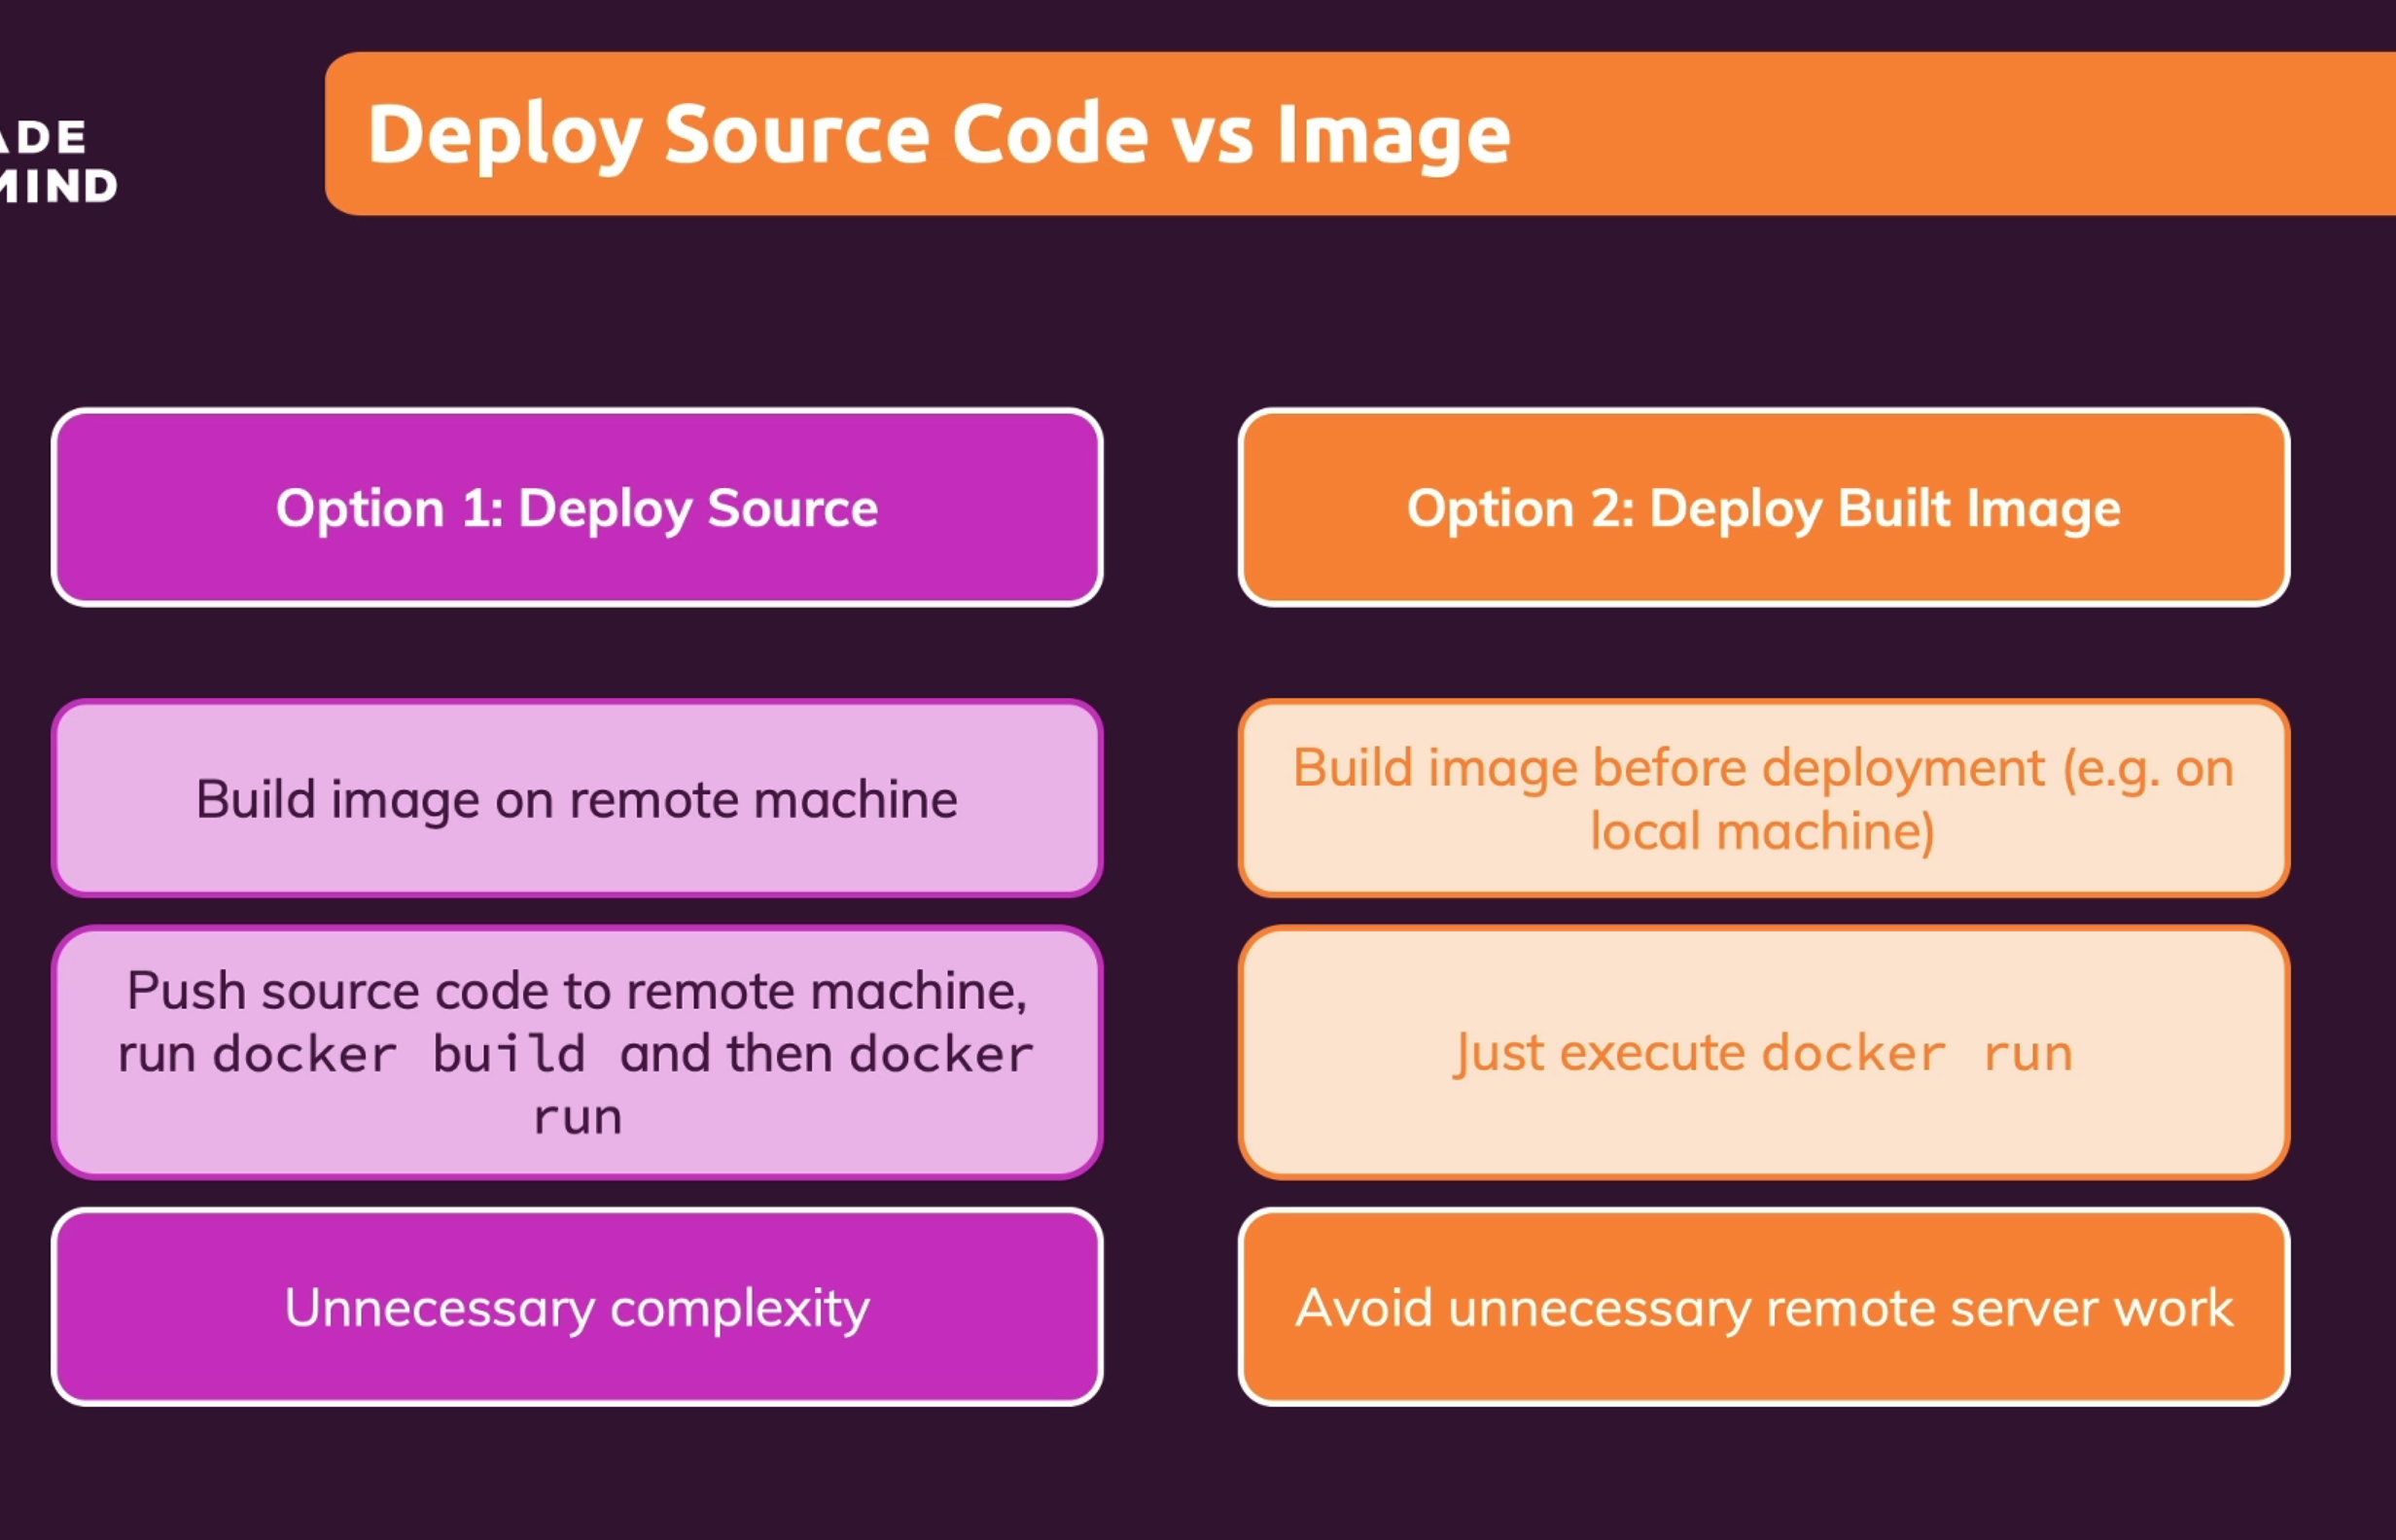 ADE
MIND
Deploy Source Code vs Image
Option 1: Deploy Source
Option 2: Deploy Built Image
Build image on remote machine
Build image before deployment (e.g. on
local machine)
Push source code to remote machine,
run docker build and then docker
run
Just execute docker run
Unnecessary complexity
Avoid unnecessary remote server work